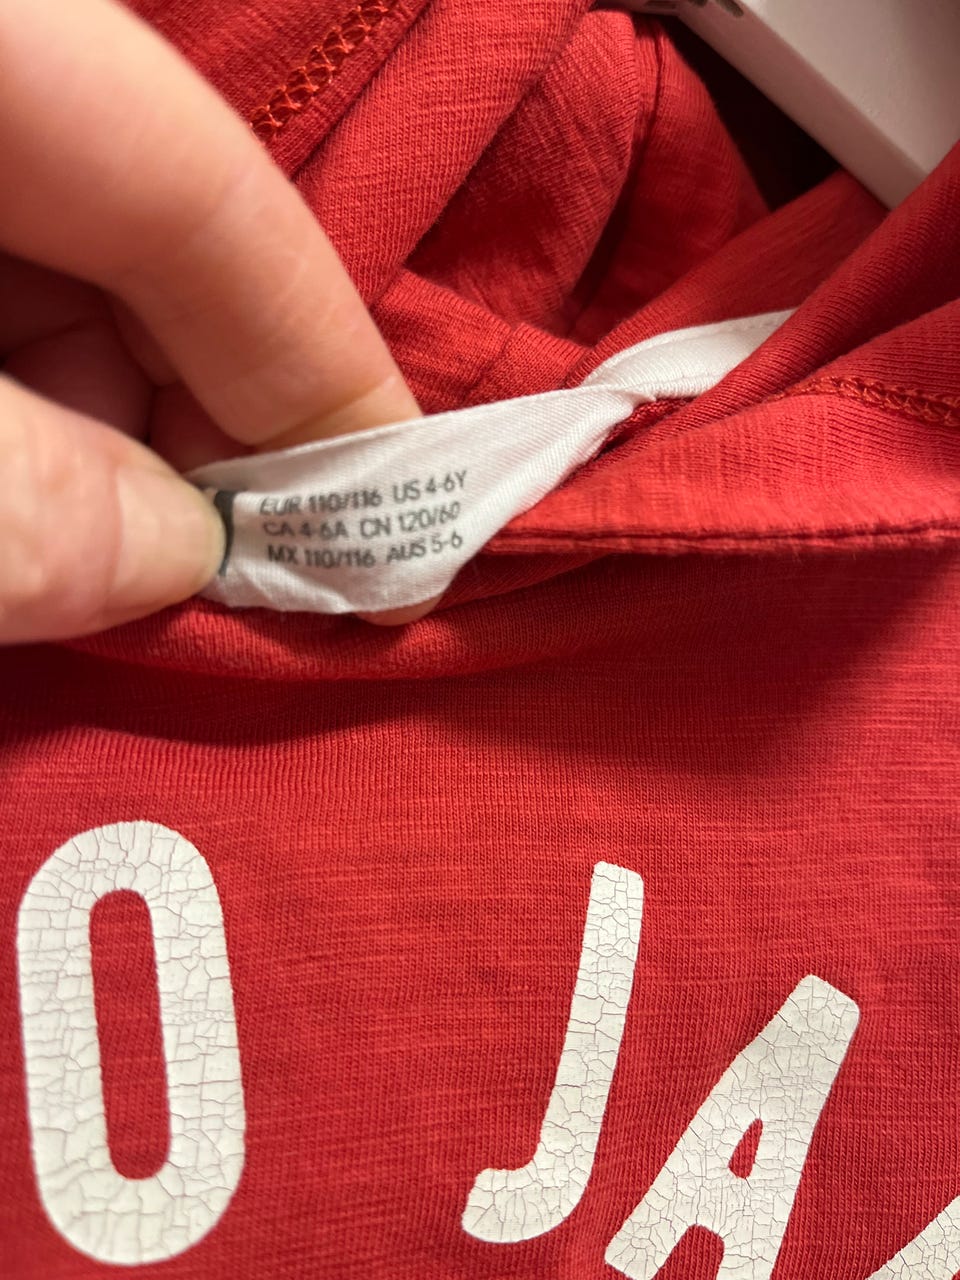 EUR 110/116 US 4-6Y
CA 4-6A CN 120/60
MX 110/116 AUS 5-6
O JA